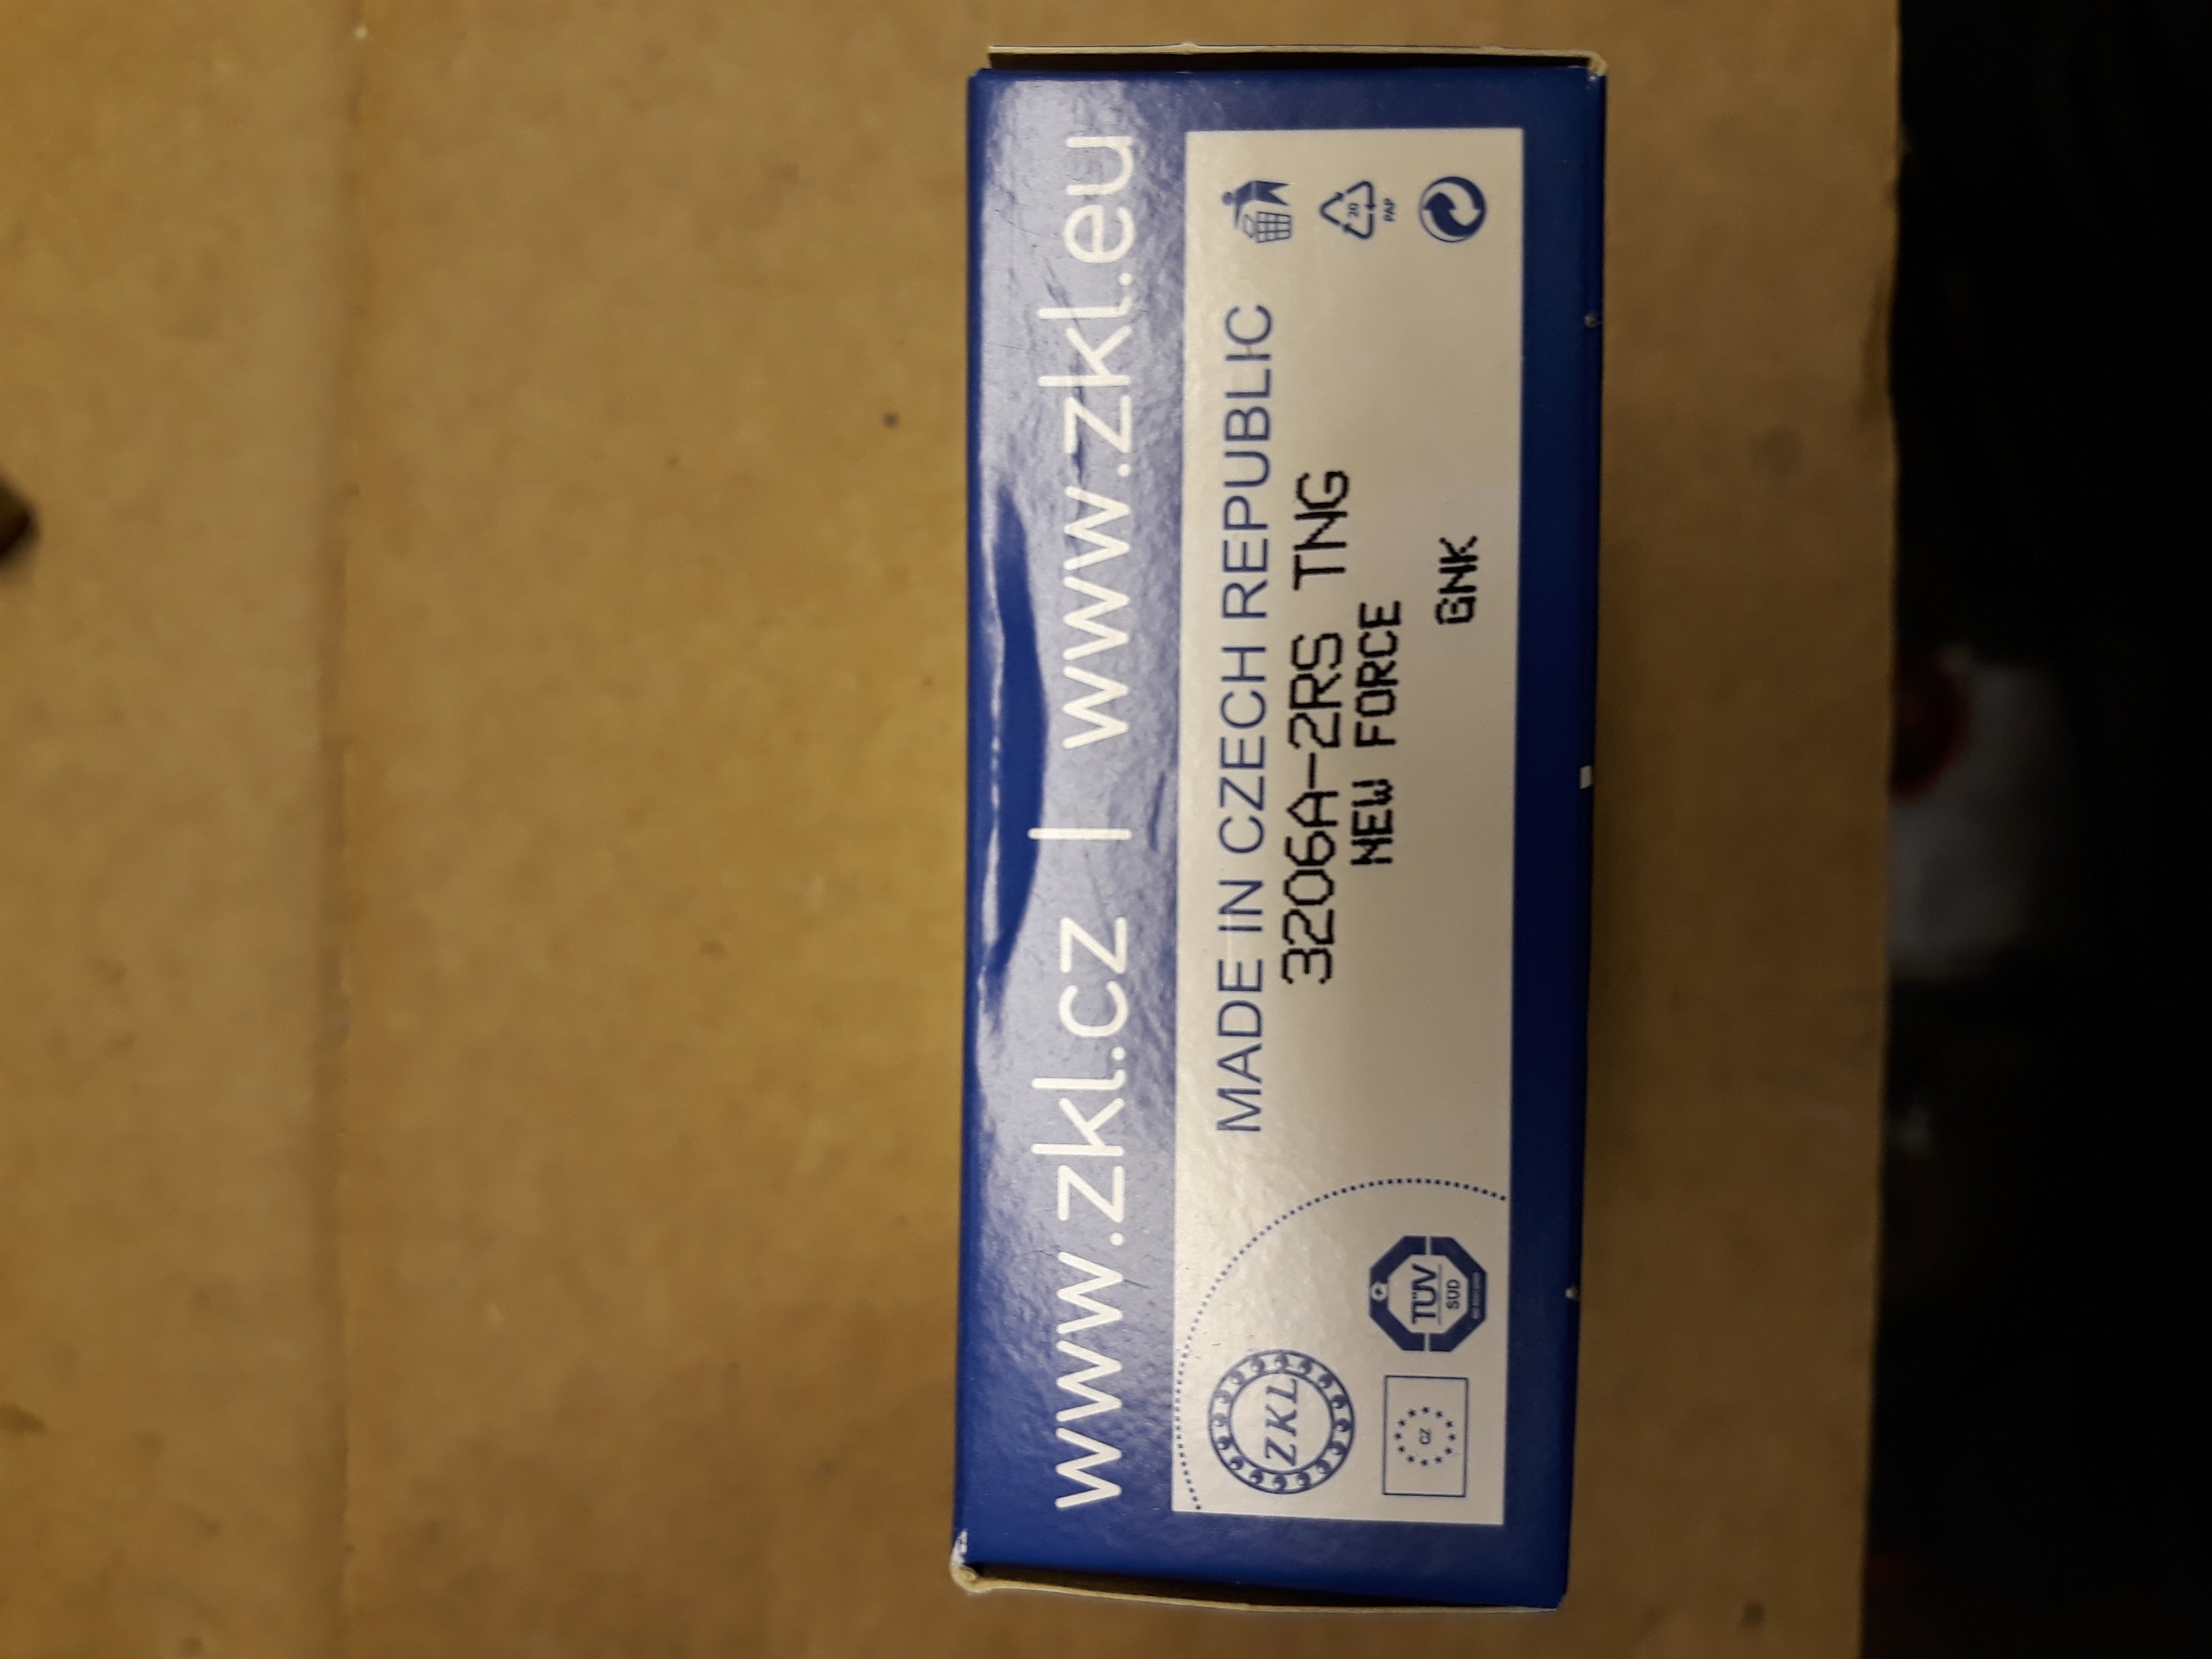 www.zkl.cz | www.zkl.eu
MADE IN CZECH REPUBLIC
3206A-2RS TNG
NEW FORCE
GNK
ZKL
CZ
TÜV
SÜD
20
PAP